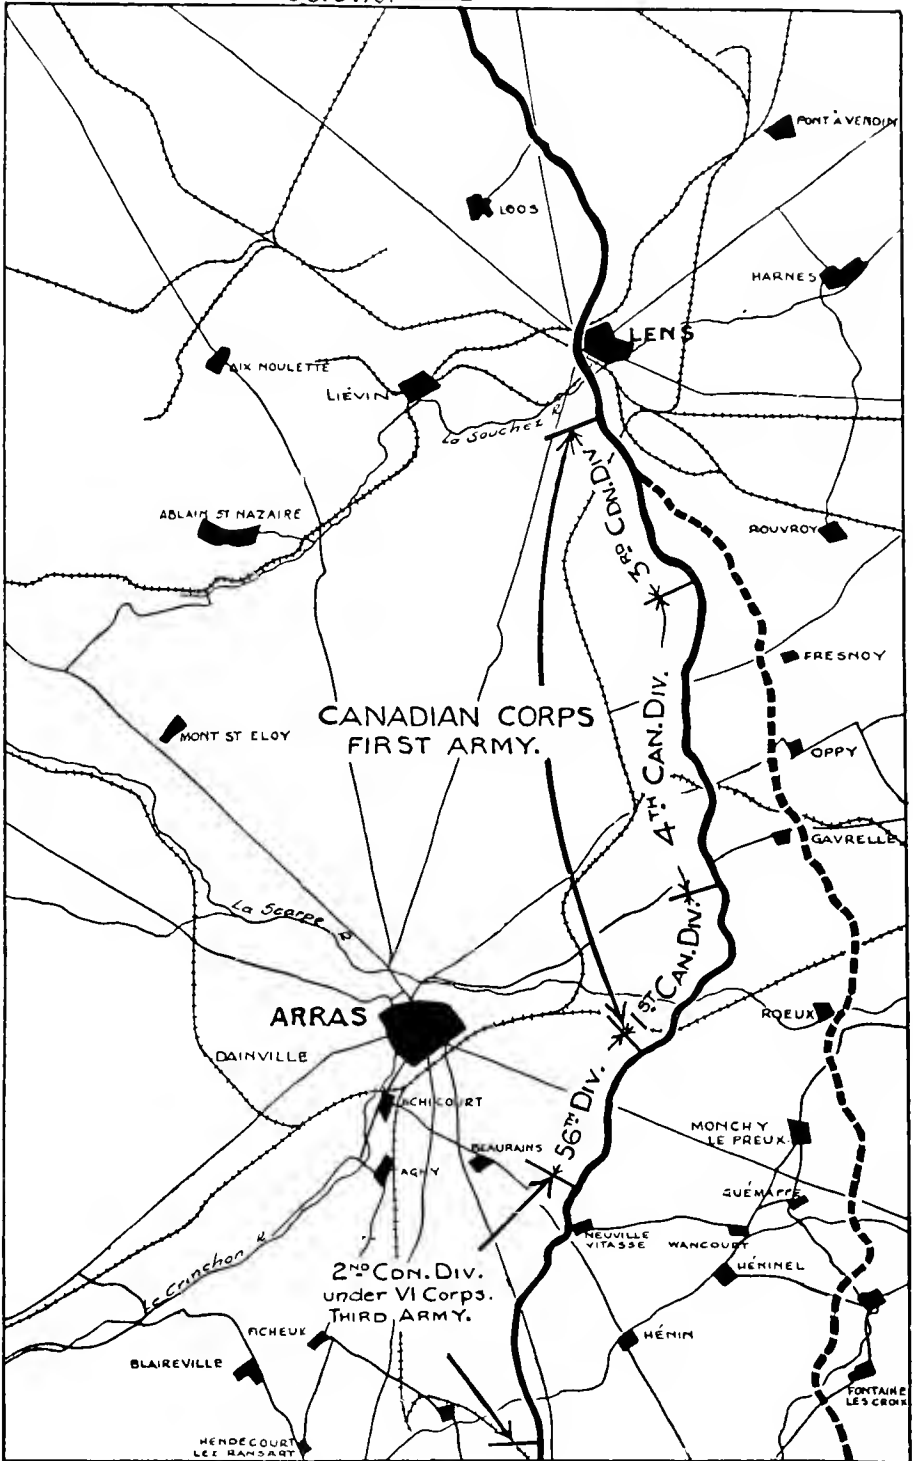 PONT À VENDIN
LOOS
HARNES
LENS
AIX NOULETTE
LIÉVIN
La Souchez R
ABLAIN ST NAZAIRE
3RD CDN. DIV
ROUVROY
FRESNOY
CANADIAN CORPS
FIRST ARMY.
MONT ST ELOY
4TH CAN. DIV.
OPPY
GAVRELLE
La Scarpe R
1ST CAN. DIV.
ARRAS
ROEUX
DAINVILLE
ACHICOURT
56TH DIV.
MONCHY
LE PREUX
BEAURAINS
AGNY
GUÉMAPPE
NEUVILLE
VITASSE
WANCOURT
Le Crinchon R
2ND CDN. DIV.
under VI Corps.
THIRD ARMY.
HÉNINEL
FICHEUX
HÉNIN
BLAIREVILLE
FONTAINE
LES CROIX
HENDECOURT
LEZ RANSART